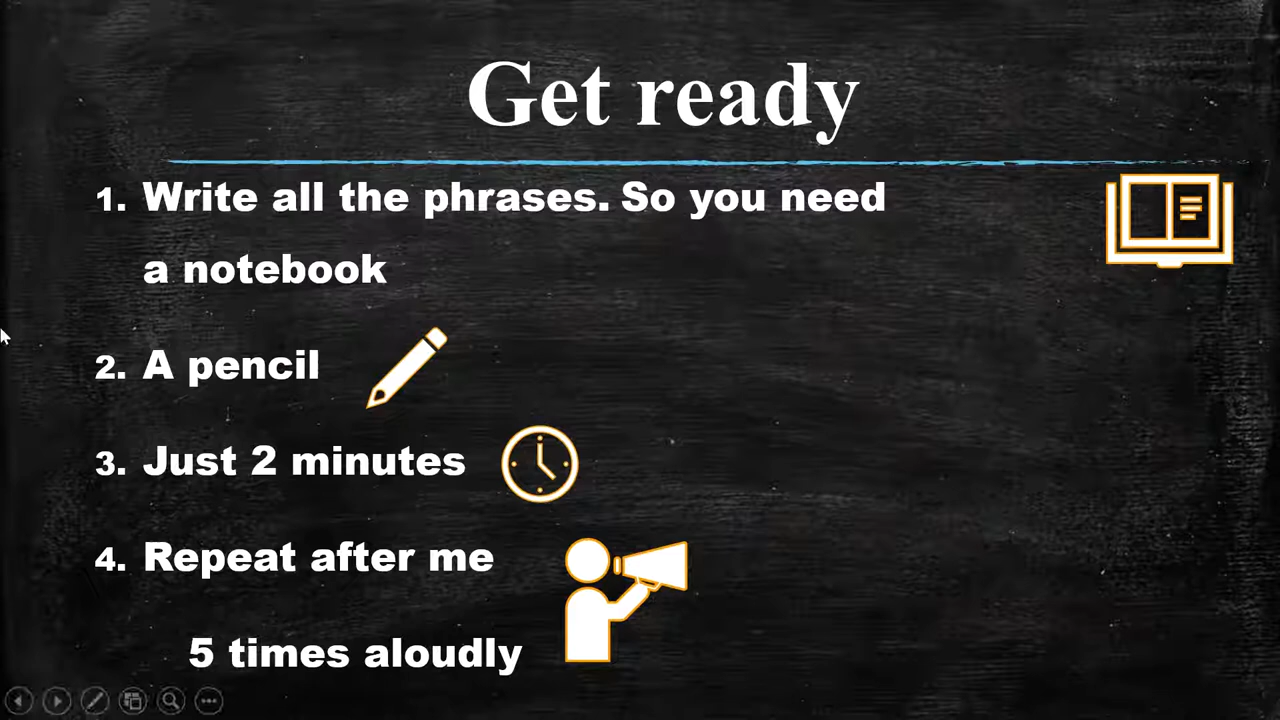 Get ready
1. Write all the phrases. So you need
a notebook
2. A pencil
3. Just 2 minutes
4. Repeat after me
5 times aloudly